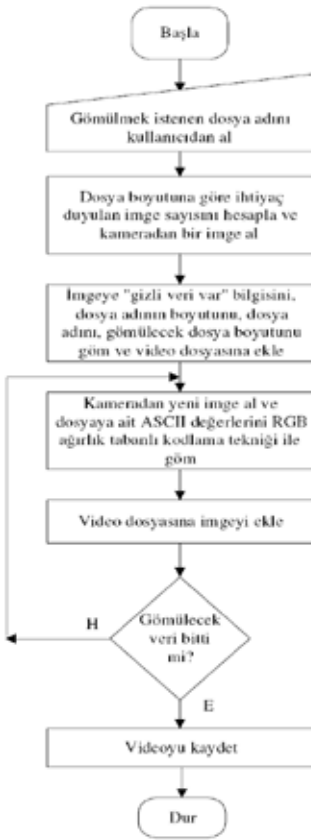 Başla
Gömülmek istenen dosya adını
kullanıcıdan al
Dosya boyutuna göre ihtiyaç
duyulan imge sayısını hesapla ve
kameradan bir imge al
İmgeye "gizli veri var" bilgisini,
dosya adının boyutunu, dosya
adını, gömülecek dosya boyutunu
göm ve video dosyasına ekle
Kameradan yeni imge al ve
dosyaya ait ASCII değerlerini RGB
ağırlık tabanlı kodlama tekniği ile
göm
Video dosyasına imgeyi ekle
Gömülecek
veri bitti
mi?
H
E
Videoyu kaydet
Dur